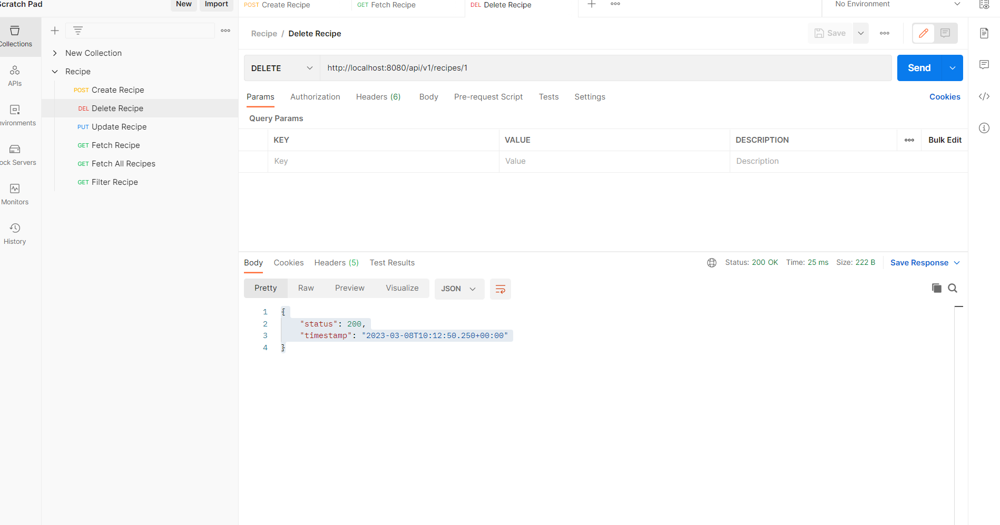 Scratch Pad
New
Import
POST Create Recipe
GET Fetch Recipe
DEL Delete Recipe
No Environment
Collections
APIs
Environments
Mock Servers
Monitors
History
New Collection
Recipe
POST Create Recipe
DEL Delete Recipe
PUT Update Recipe
GET Fetch Recipe
GET Fetch All Recipes
GET Filter Recipe
Recipe / Delete Recipe
Save
DELETE
http://localhost:8080/api/v1/recipes/1
Send
Params
Authorization
Headers (6)
Body
Pre-request Script
Tests
Settings
Cookies
Query Params
KEY
VALUE
DESCRIPTION
Bulk Edit
Key
Value
Description
Body
Cookies
Headers (5)
Test Results
Status: 200 OK
Time: 25 ms
Size: 222 B
Save Response
Pretty
Raw
Preview
Visualize
JSON
1 {
2 "status": 200,
3 "timestamp": "2023-03-08T10:12:50.250+00:00"
4 }